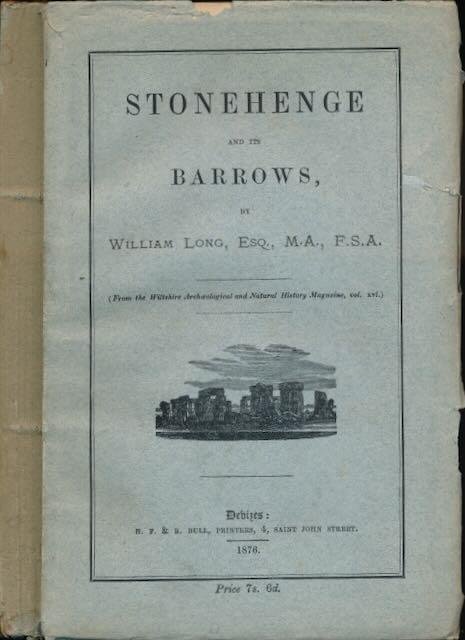 STONEHENGE
AND ITS
BARROWS,
BY
WILLIAM LONG, ESQ., M.A., F.S.A.
(From the Wiltshire Archæological and Natural History Magazine, vol. xvi.)
Devizes:
H. F. & E. BULL, PRINTERS, 4, SAINT JOHN STREET.
1876.
Price 7s. 6d.